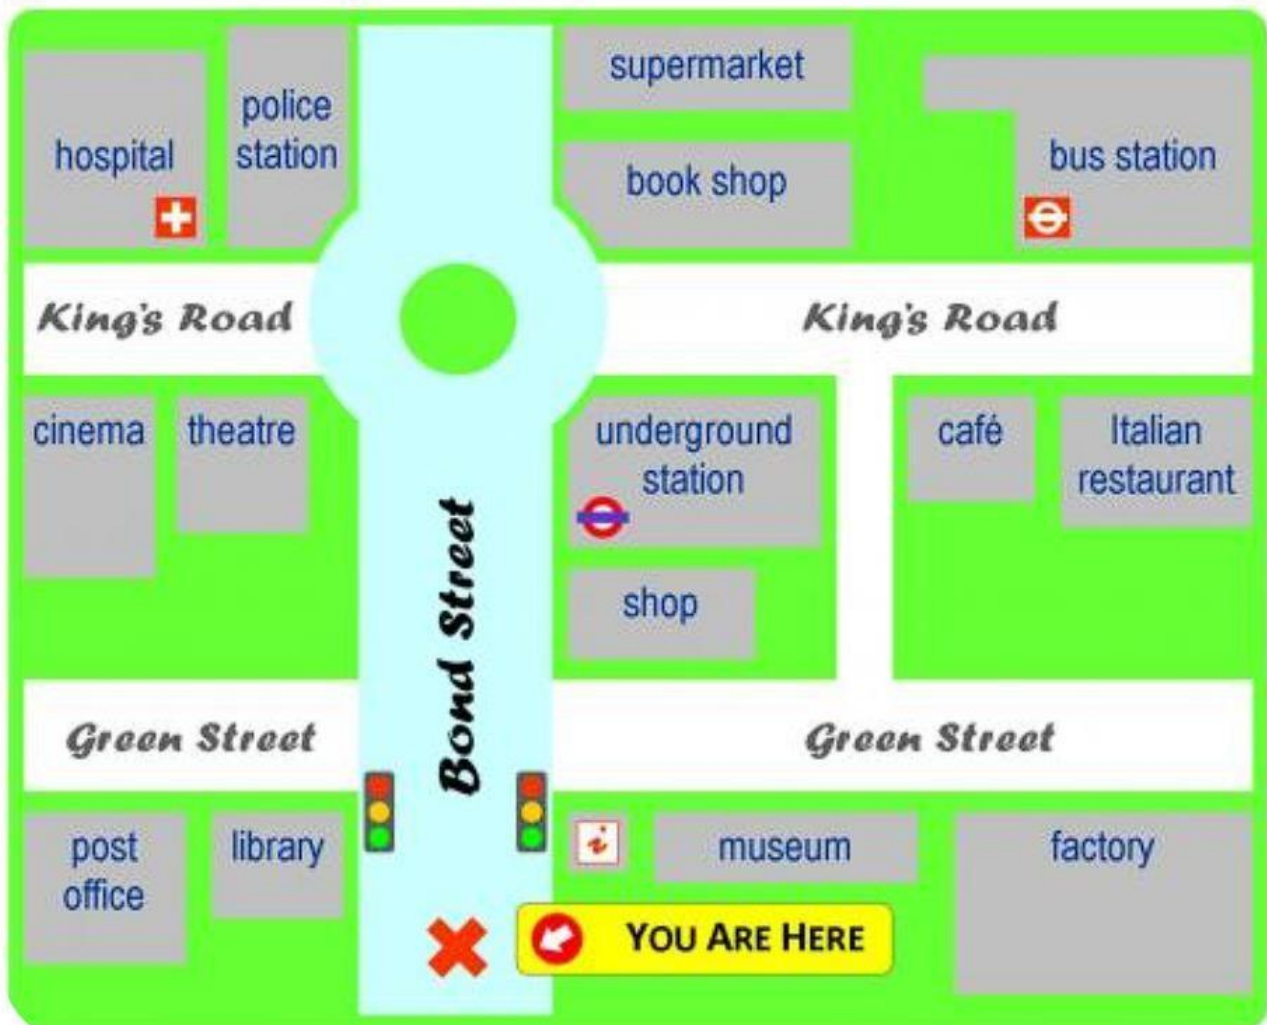 supermarket
police
station
hospital
book shop
bus station
King's Road
King's Road
cinema
theatre
underground
station
café
Italian
restaurant
shop
Bond Street
Green Street
Green Street
post
office
library
i
museum
factory
YOU ARE HERE